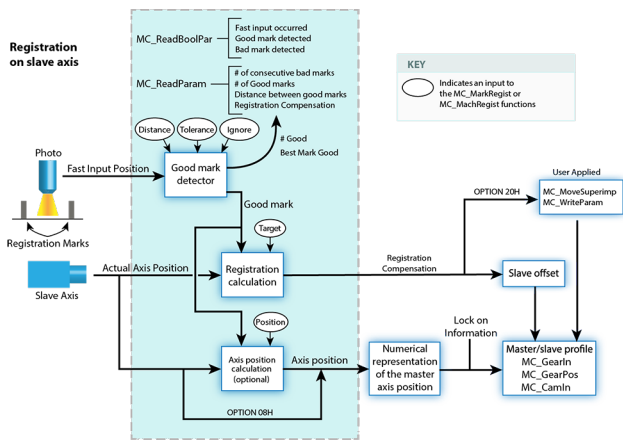 Registration
on slave axis
MC_ReadBoolPar
Fast input occurred
Good mark detected
Bad mark detected
MC_ReadParam
# of consecutive bad marks
# of Good marks
Distance between good marks
Registration Compensation
KEY
Indicates an input to
the MC_MarkRegist or
MC_MachRegist functions
Distance
Tolerance
Ignore
# Good
Best Mark Good
Photo
Fast Input Position
Good mark
detector
Registration Marks
Good mark
Target
User Applied
MC_MoveSuperimp
MC_WriteParam
OPTION 20H
Slave Axis
Actual Axis Position
Registration
calculation
Registration
Compensation
Slave offset
Position
Axis position
calculation
(optional)
Axis position
OPTION 08H
Numerical
representation
of the master
axis position
Lock on
Information
Master/slave profile
MC_GearIn
MC_GearPos
MC_CamIn